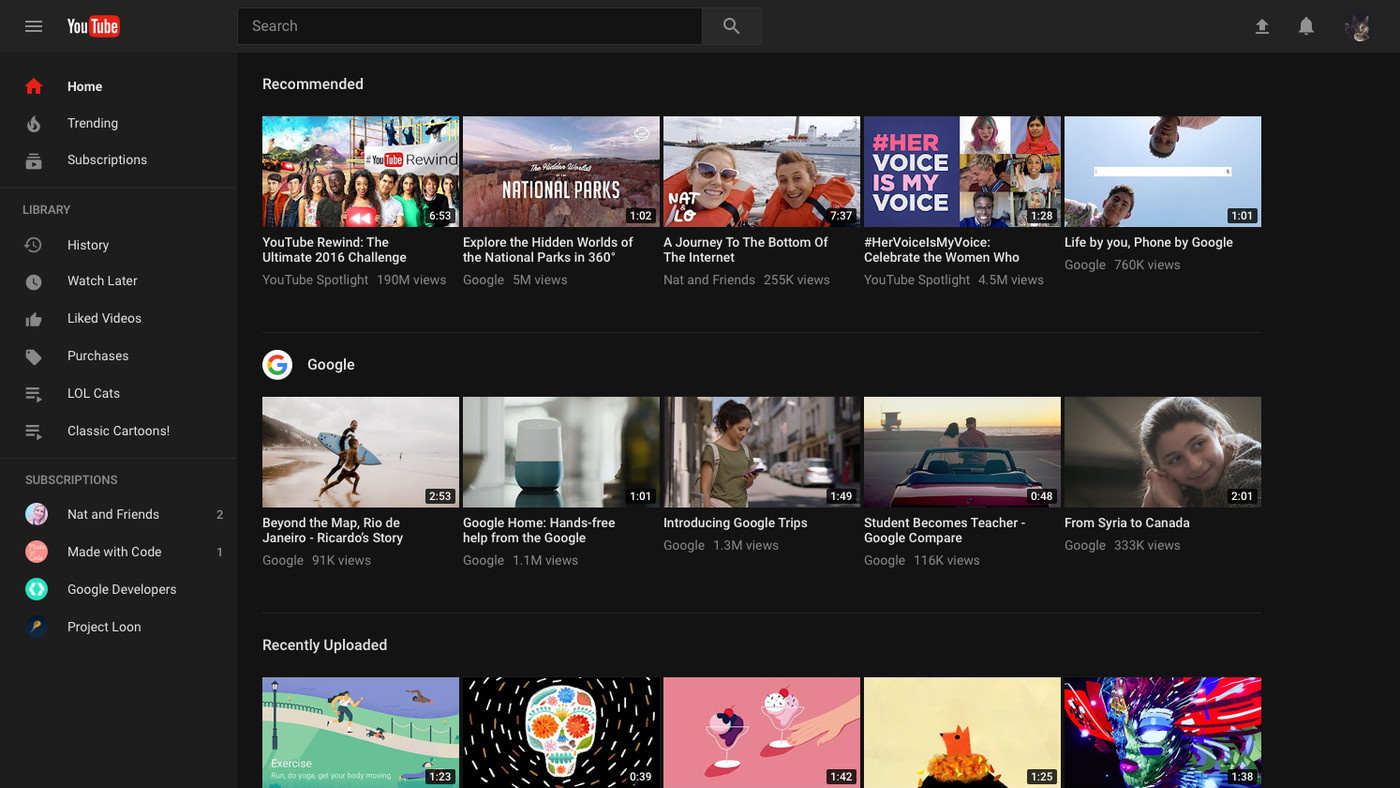 YouTube
Search
Home
Trending
Subscriptions
LIBRARY
History
Watch Later
Liked Videos
Purchases
LOL Cats
Classic Cartoons!
SUBSCRIPTIONS
Nat and Friends 2
Made with Code 1
Google Developers
Project Loon
Recommended
#YouTube Rewind
6:53
YouTube Rewind: The
Ultimate 2016 Challenge
YouTube Spotlight 190M views
Google
The Hidden Worlds
OF THE
NATIONAL PARKS
1:02
Explore the Hidden Worlds of
the National Parks in 360°
Google 5M views
NAT
& LO
7:37
A Journey To The Bottom Of
The Internet
Nat and Friends 255K views
#HER
VOICE
IS MY
VOICE
1:28
#HerVoiceIsMyVoice:
Celebrate the Women Who
YouTube Spotlight 4.5M views
1:01
Life by you, Phone by Google
Google 760K views
Google
2:53
Beyond the Map, Rio de
Janeiro - Ricardo's Story
Google 91K views
1:01
Google Home: Hands-free
help from the Google
Google 1.1M views
1:49
Introducing Google Trips
Google 1.3M views
0:48
Student Becomes Teacher -
Google Compare
Google 116K views
2:01
From Syria to Canada
Google 333K views
Recently Uploaded
Exercise
Run, do yoga, get your body moving
1:23
0:39
1:42
1:25
1:38